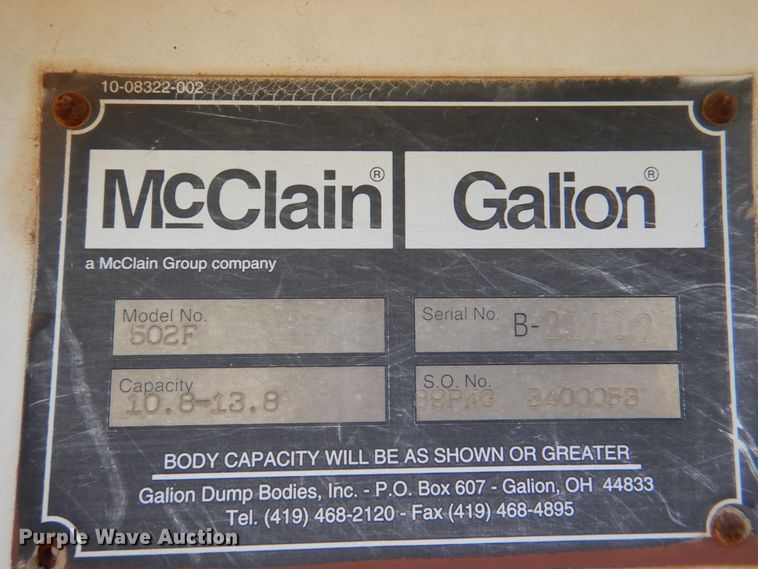 10-08322-002
McClain® Galion®
a McClain Group company
Model No. 502F
Serial No. B-
Capacity 10.8-13.8
S.O. No. 99PKG 3400053
BODY CAPACITY WILL BE AS SHOWN OR GREATER
Galion Dump Bodies, Inc. - P.O. Box 607 - Galion, OH 44833
Tel. (419) 468-2120 - Fax (419) 468-4895
Purple Wave Auction